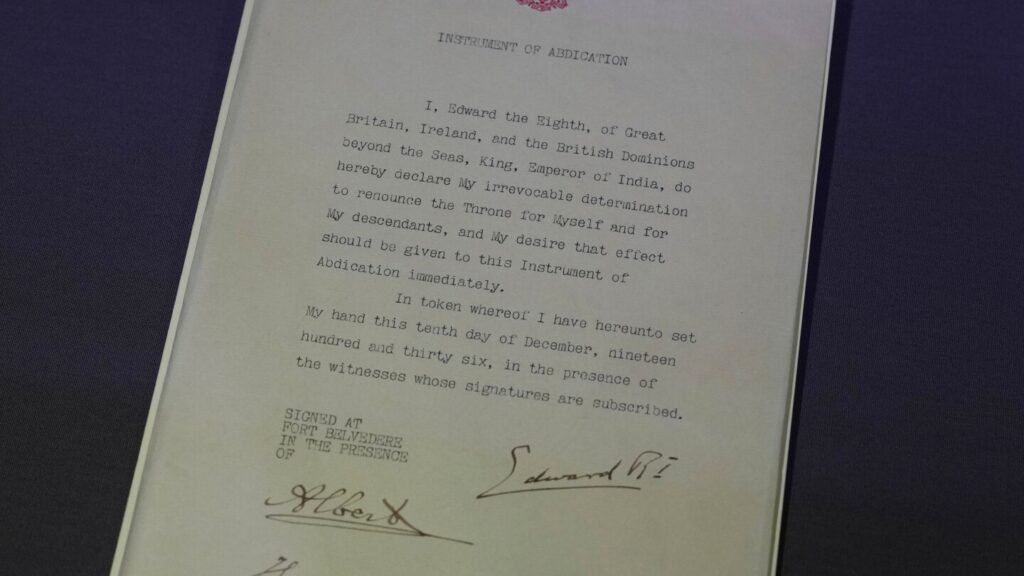 INSTRUMENT OF ABDICATION
I, Edward the Eighth, of Great
Britain, Ireland, and the British Dominions
beyond the Seas, King, Emperor of India, do
hereby declare My irrevocable determination
to renounce the Throne for Myself and for
My descendants, and My desire that effect
should be given to this Instrument of
Abdication immediately.
In token whereof I have hereunto set
My hand this tenth day of December, nineteen
hundred and thirty six, in the presence of
the witnesses whose signatures are subscribed.
SIGNED AT
FORT BELVEDERE
IN THE PRESENCE
OF
Edward R I
Albert